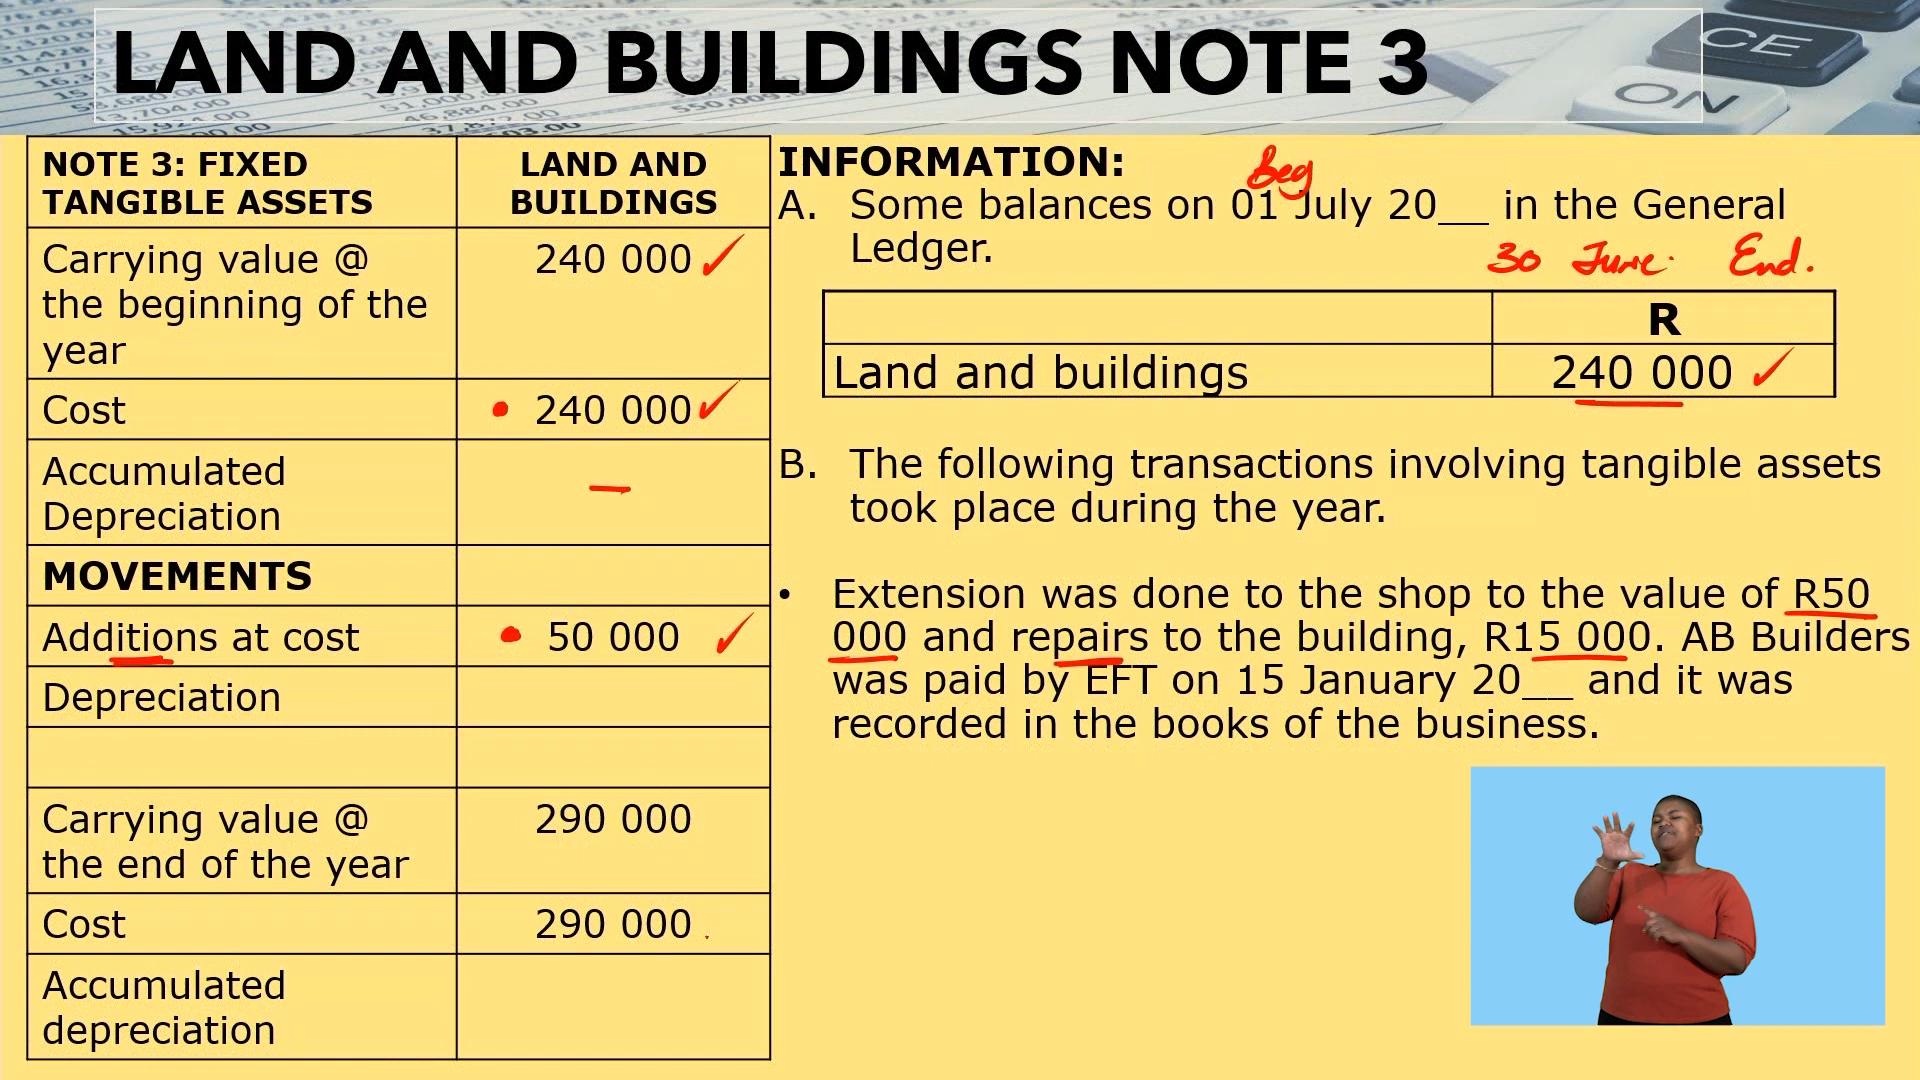 LAND AND BUILDINGS NOTE 3
CE
ON
NOTE 3: FIXED
TANGIBLE ASSETS
LAND AND
BUILDINGS
Carrying value @
the beginning of the
year
240 000
Cost
240 000
Accumulated
Depreciation
MOVEMENTS
Additions at cost
50 000
Depreciation
Carrying value @
the end of the year
290 000
Cost
290 000
Accumulated
depreciation
INFORMATION:
Beg
A. Some balances on 01 July 20__ in the General
Ledger.
30 June. End.
R
Land and buildings
240 000
B. The following transactions involving tangible assets
took place during the year.
• Extension was done to the shop to the value of R50
000 and repairs to the building, R15 000. AB Builders
was paid by EFT on 15 January 20__ and it was
recorded in the books of the business.